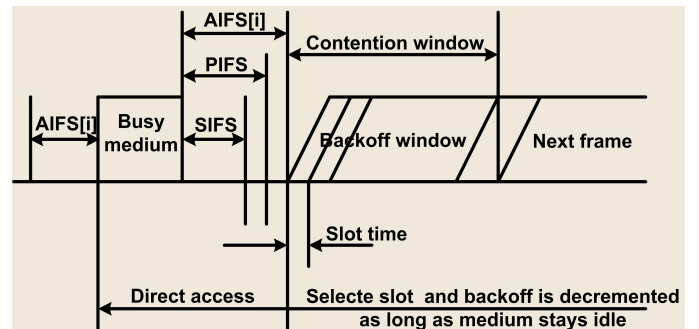 AIFS[i]
Contention window
PIFS
AIFS[i]
Busy
medium
SIFS
Backoff window
Next frame
Slot time
Direct access
Selecte slot and backoff is decremented
as long as medium stays idle